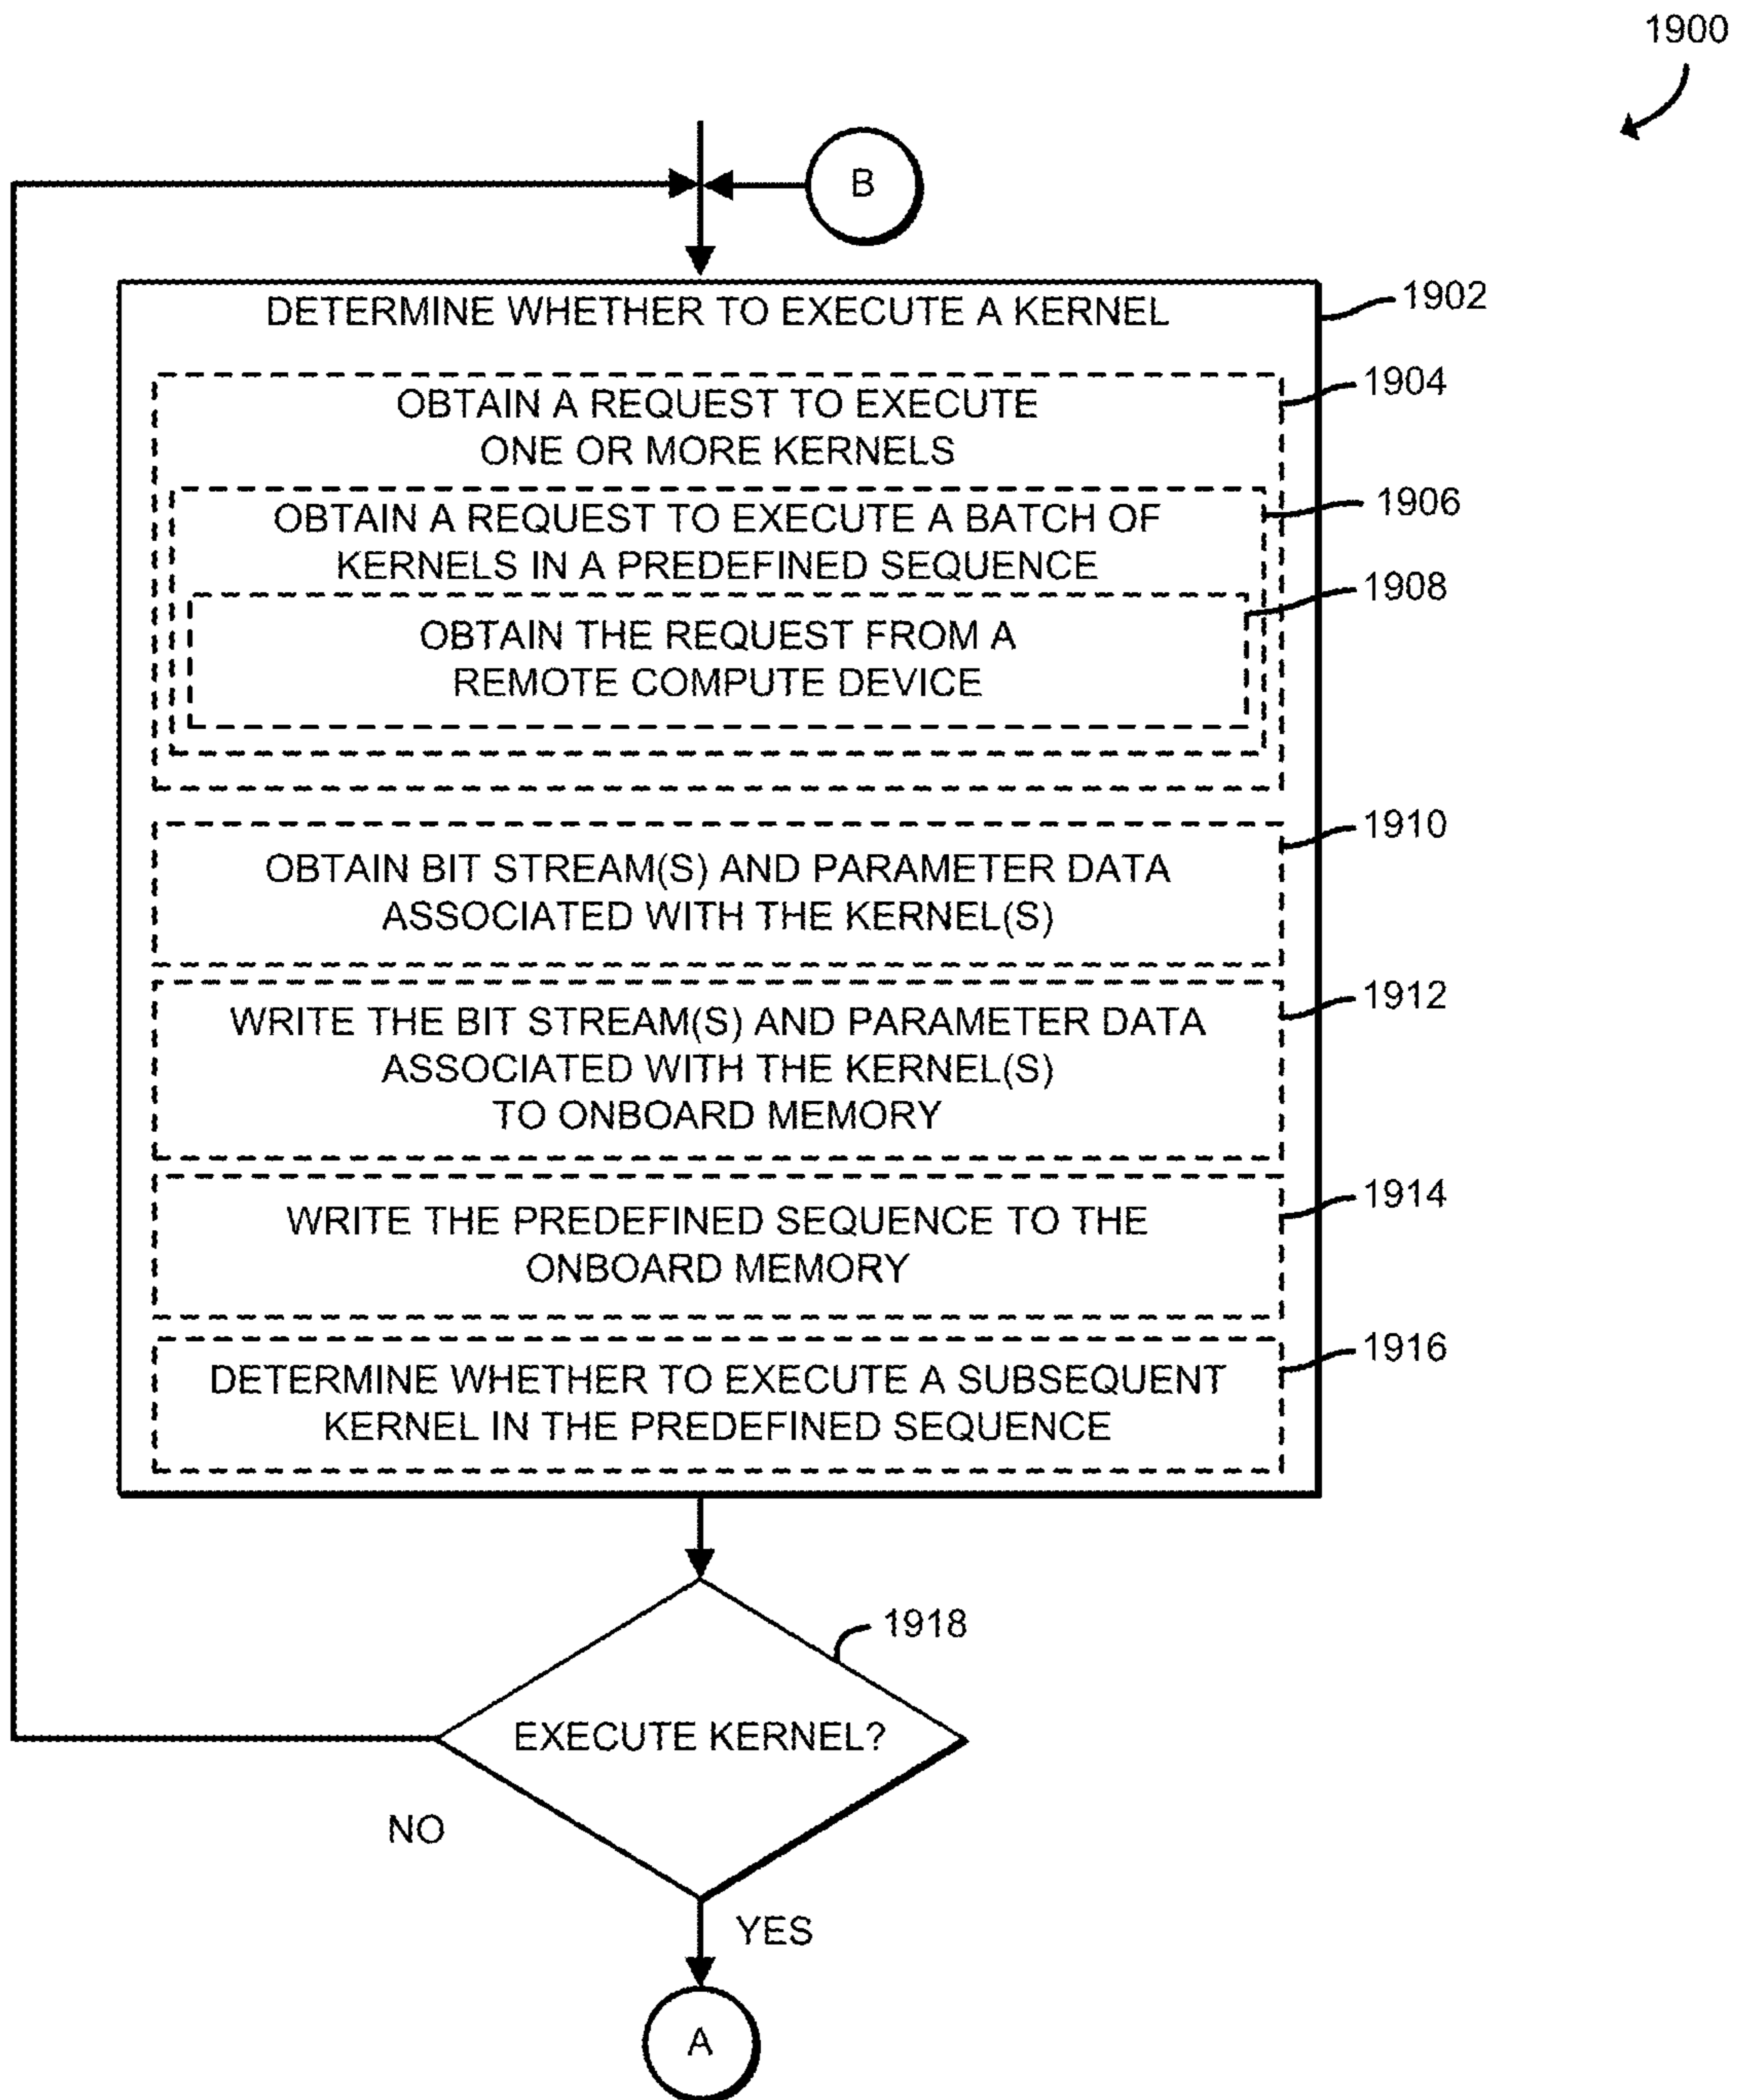 1900
B
DETERMINE WHETHER TO EXECUTE A KERNEL
1902
OBTAIN A REQUEST TO EXECUTE
ONE OR MORE KERNELS
1904
OBTAIN A REQUEST TO EXECUTE A BATCH OF
KERNELS IN A PREDEFINED SEQUENCE
1906
OBTAIN THE REQUEST FROM A
REMOTE COMPUTE DEVICE
1908
OBTAIN BIT STREAM(S) AND PARAMETER DATA
ASSOCIATED WITH THE KERNEL(S)
1910
WRITE THE BIT STREAM(S) AND PARAMETER DATA
ASSOCIATED WITH THE KERNEL(S)
TO ONBOARD MEMORY
1912
WRITE THE PREDEFINED SEQUENCE TO THE
ONBOARD MEMORY
1914
DETERMINE WHETHER TO EXECUTE A SUBSEQUENT
KERNEL IN THE PREDEFINED SEQUENCE
1916
1918
EXECUTE KERNEL?
NO
YES
A